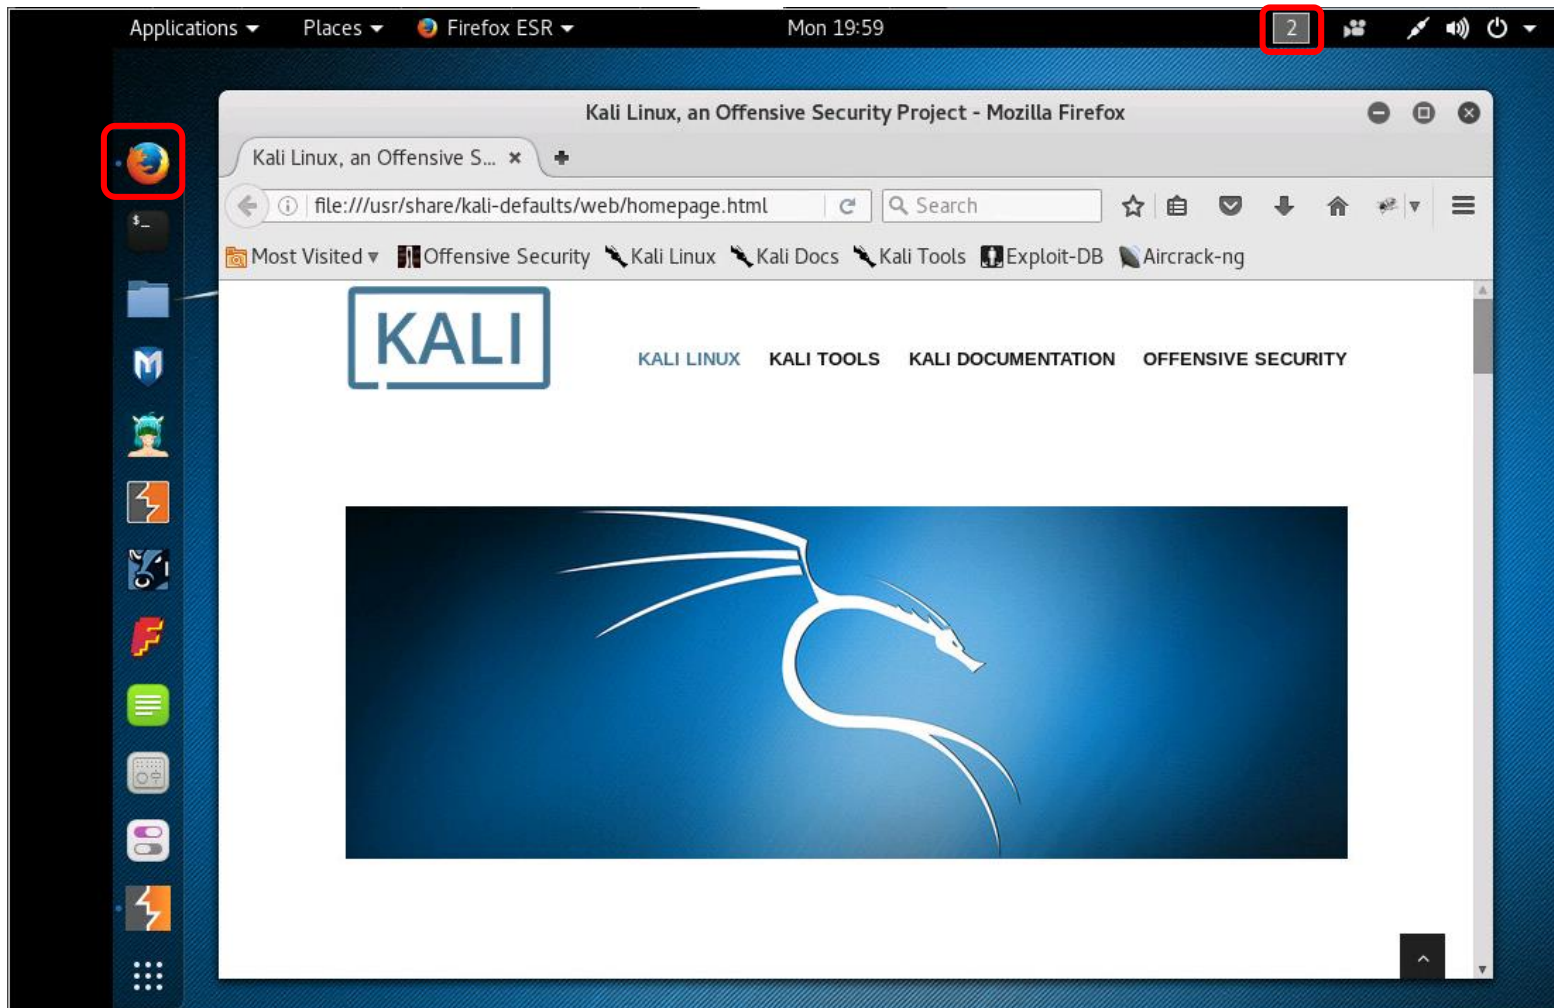 Applications Places Firefox ESR Mon 19:59 2
Kali Linux, an Offensive Security Project - Mozilla Firefox
Kali Linux, an Offensive S...
file:///usr/share/kali-defaults/web/homepage.html Search
Most Visited Offensive Security Kali Linux Kali Docs Kali Tools Exploit-DB Aircrack-ng
$_
KALI
KALI LINUX KALI TOOLS KALI DOCUMENTATION OFFENSIVE SECURITY
M
F